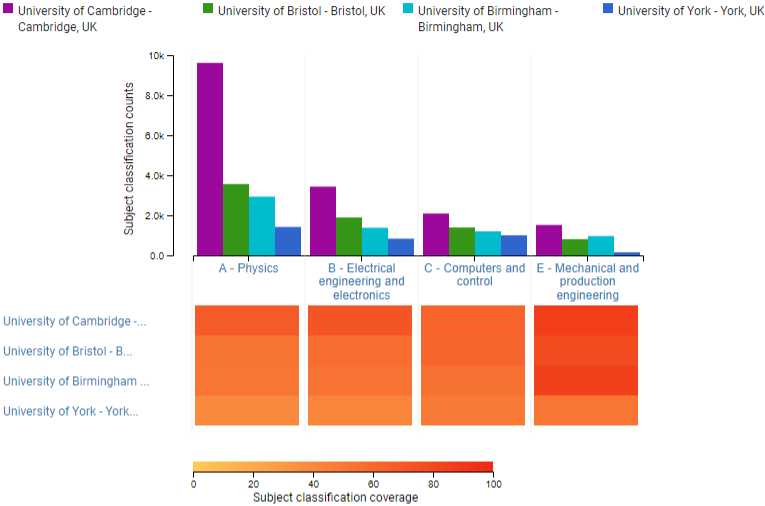 University of Cambridge -
Cambridge, UK
University of Bristol - Bristol, UK
University of Birmingham -
Birmingham, UK
University of York - York, UK
Subject classification counts
10k
8.0k
6.0k
4.0k
2.0k
0.0
A - Physics
B - Electrical
engineering and
electronics
C - Computers and
control
E - Mechanical and
production
engineering
University of Cambridge -...
University of Bristol - B...
University of Birmingham ...
University of York - York...
0
20
40
60
80
100
Subject classification coverage